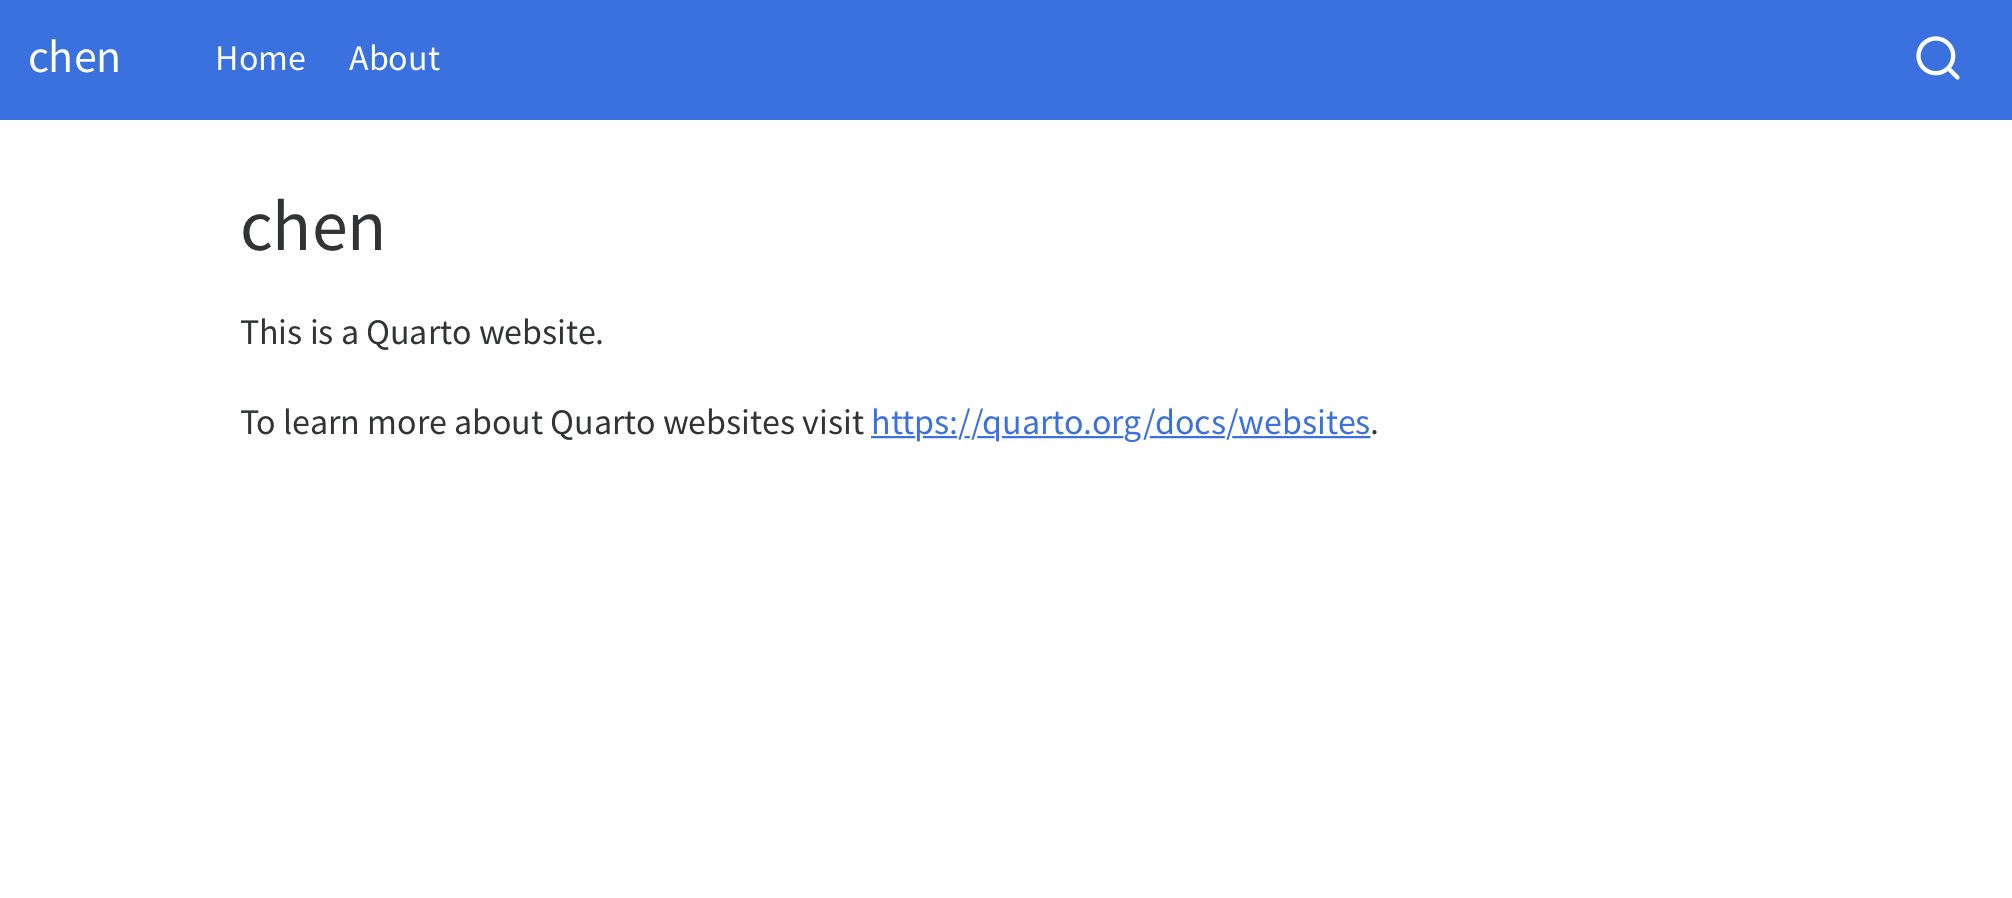 chen Home About
chen
This is a Quarto website.
To learn more about Quarto websites visit https://quarto.org/docs/websites.